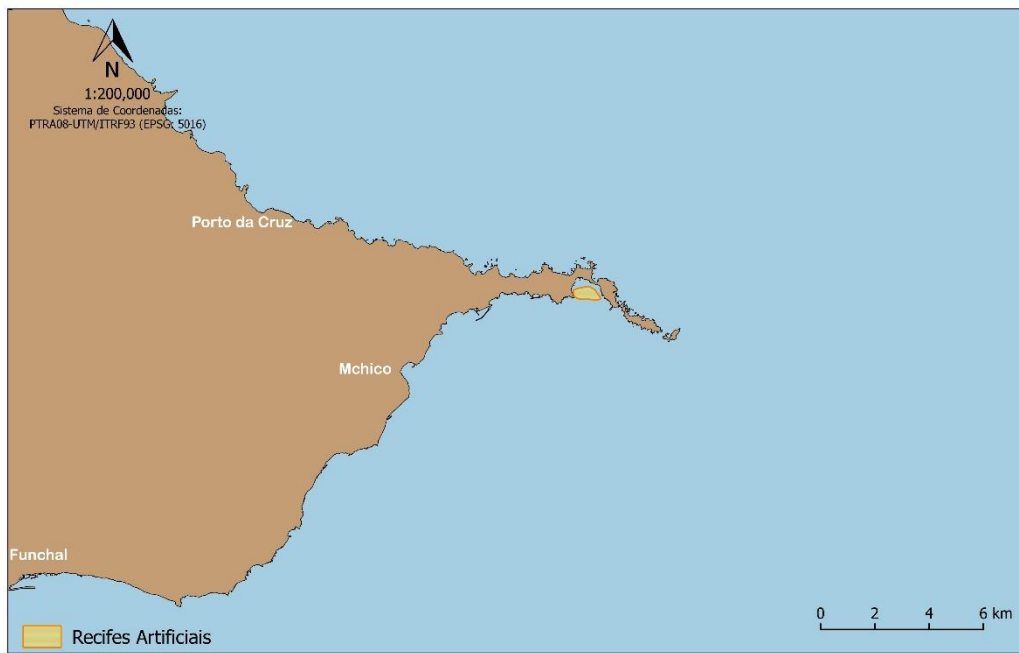 N
1:200,000
Sistema de Coordenadas:
PTRA08-UTM/ITRF93 (EPSG: 5016)
Porto da Cruz
Mchico
Funchal
Recifes Artificiais
0 2 4 6 km